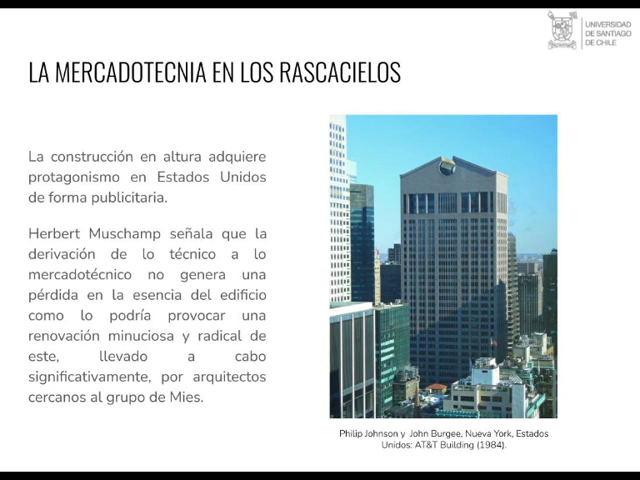 UNIVERSIDAD
DE SANTIAGO
DE CHILE
LA MERCADOTECNIA EN LOS RASCACIELOS
La construcción en altura adquiere
protagonismo en Estados Unidos
de forma publicitaria.
Herbert Muschamp señala que la
derivación de lo técnico a lo
mercadotécnico no genera una
pérdida en la esencia del edificio
como lo podría provocar una
renovación minuciosa y radical de
este, llevado a cabo
significativamente, por arquitectos
cercanos al grupo de Mies.
Philip Johnson y John Burgee, Nueva York, Estados
Unidos: AT&T Building (1984).